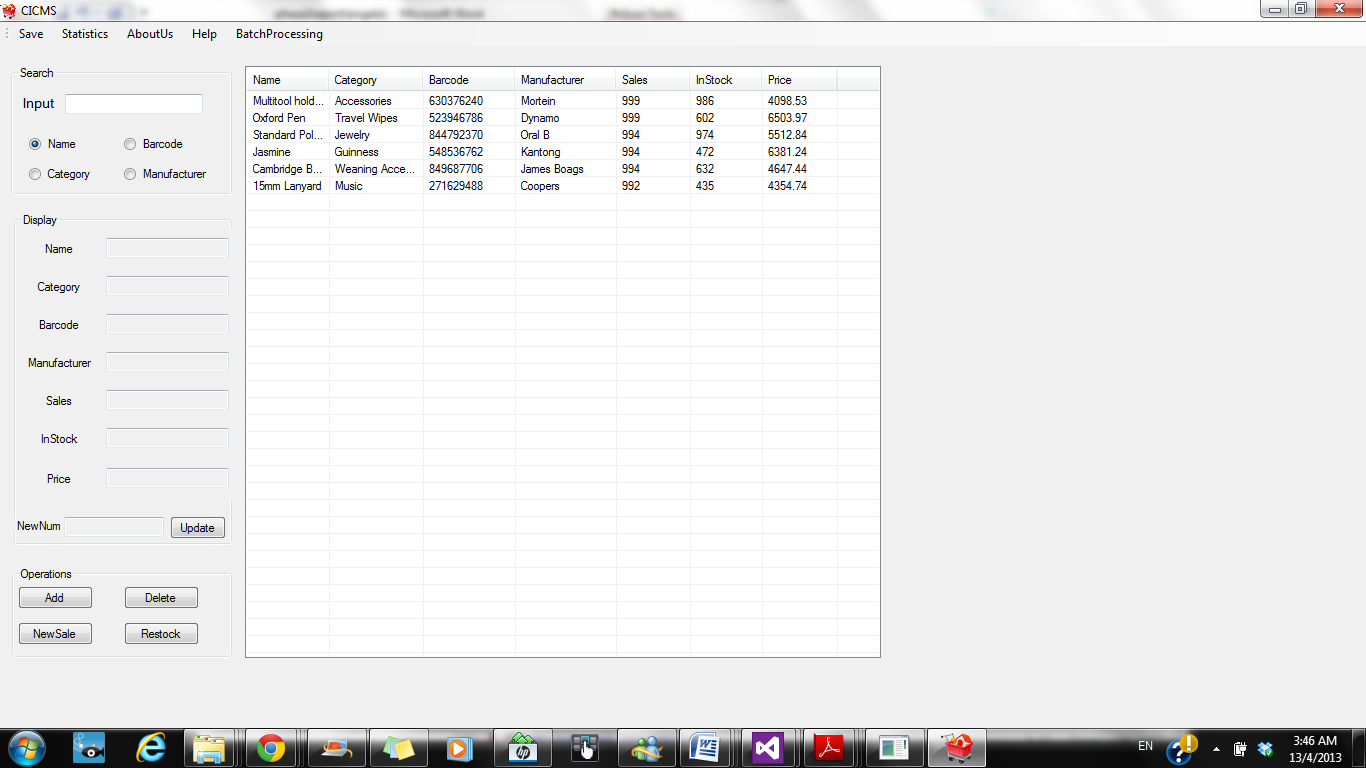 CICMS
Save Statistics AboutUs Help BatchProcessing
Search
Input
Name Barcode
Category Manufacturer
Display
Name
Category
Barcode
Manufacturer
Sales
InStock
Price
NewNum Update
Operations
Add Delete
NewSale Restock
Name Category Barcode Manufacturer Sales InStock Price
Multitool hold... Accessories 630376240 Mortein 999 986 4098.53
Oxford Pen Travel Wipes 523946786 Dynamo 999 602 6503.97
Standard Pol... Jewelry 844792370 Oral B 994 974 5512.84
Jasmine Guinness 548536762 Kantong 994 472 6381.24
Cambridge B... Weaning Acce... 849687706 James Boags 994 632 4647.44
15mm Lanyard Music 271629488 Coopers 992 435 4354.74
hp
EN
3:46 AM
13/4/2013